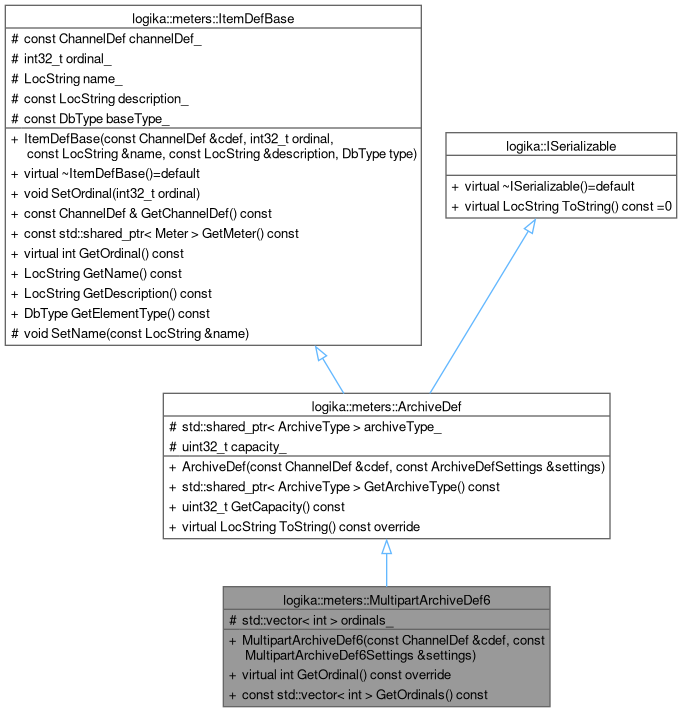 logika::meters::ItemDefBase
# const ChannelDef channelDef_
# int32_t ordinal_
# LocString name_
# const LocString description_
# const DbType baseType_
+ ItemDefBase(const ChannelDef &cdef, int32_t ordinal,
const LocString &name, const LocString &description, DbType type)
+ virtual ~ItemDefBase()=default
+ void SetOrdinal(int32_t ordinal)
+ const ChannelDef & GetChannelDef() const
+ const std::shared_ptr< Meter > GetMeter() const
+ virtual int GetOrdinal() const
+ LocString GetName() const
+ LocString GetDescription() const
+ DbType GetElementType() const
# void SetName(const LocString &name)
logika::ISerializable
+ virtual ~ISerializable()=default
+ virtual LocString ToString() const =0
logika::meters::ArchiveDef
# std::shared_ptr< ArchiveType > archiveType_
# uint32_t capacity_
+ ArchiveDef(const ChannelDef &cdef, const ArchiveDefSettings &settings)
+ std::shared_ptr< ArchiveType > GetArchiveType() const
+ uint32_t GetCapacity() const
+ virtual LocString ToString() const override
logika::meters::MultipartArchiveDef6
# std::vector< int > ordinals_
+ MultipartArchiveDef6(const ChannelDef &cdef, const
MultipartArchiveDef6Settings &settings)
+ virtual int GetOrdinal() const override
+ const std::vector< int > GetOrdinals() const